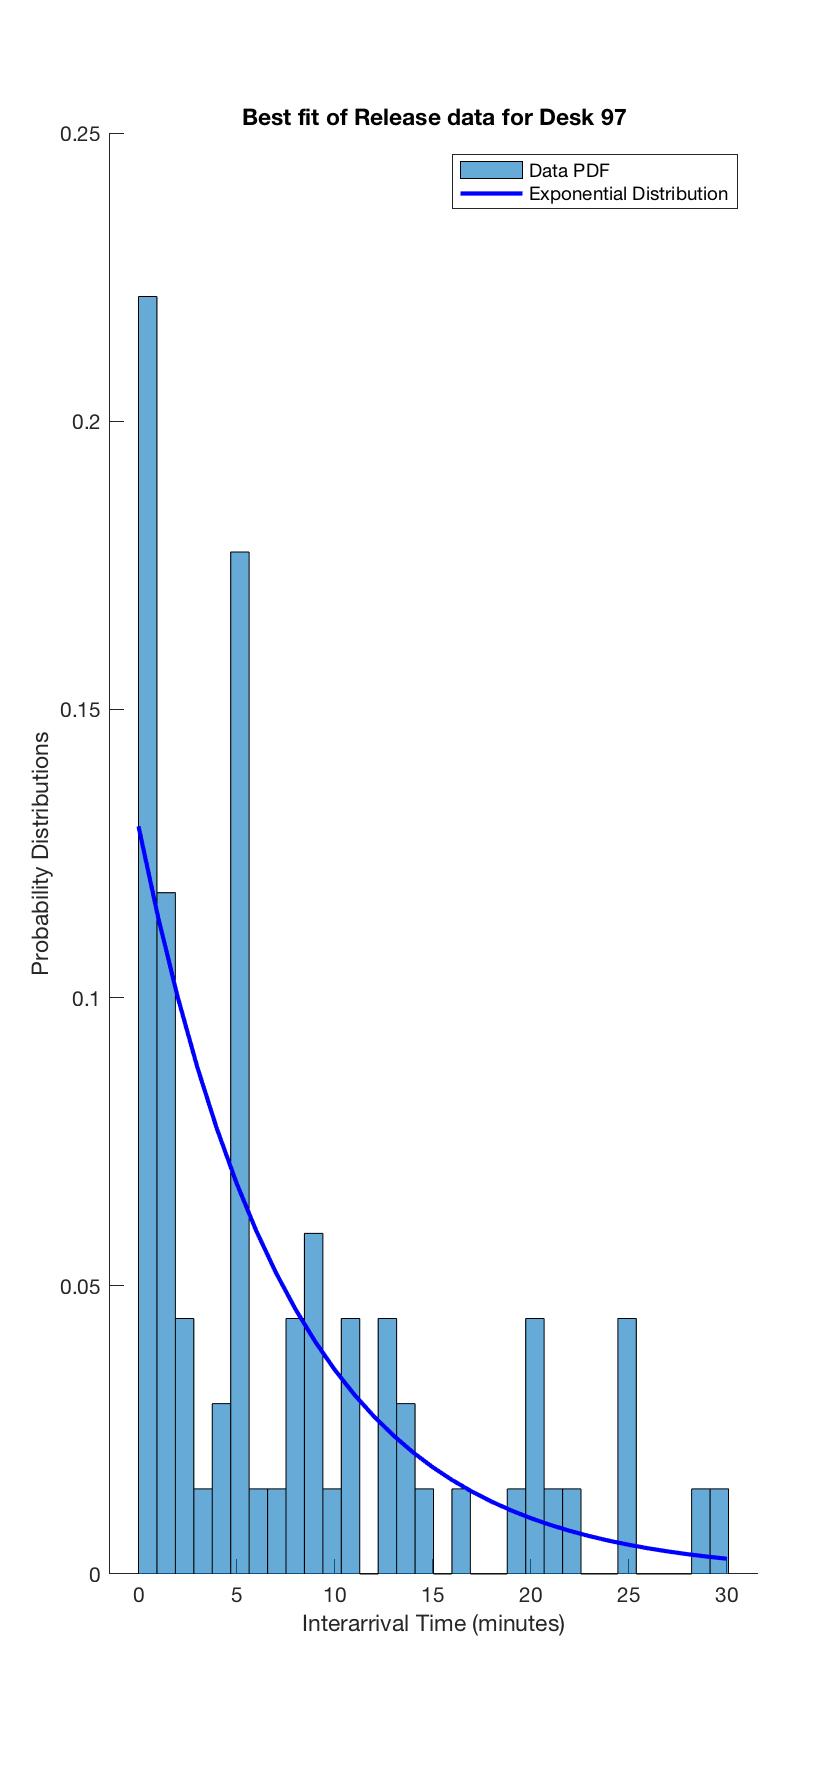 Best fit of Release data for Desk 97
Data PDF
Exponential Distribution
0.25
0.2
0.15
0.1
0.05
0
Probability Distributions
0 5 10 15 20 25 30
Interarrival Time (minutes)